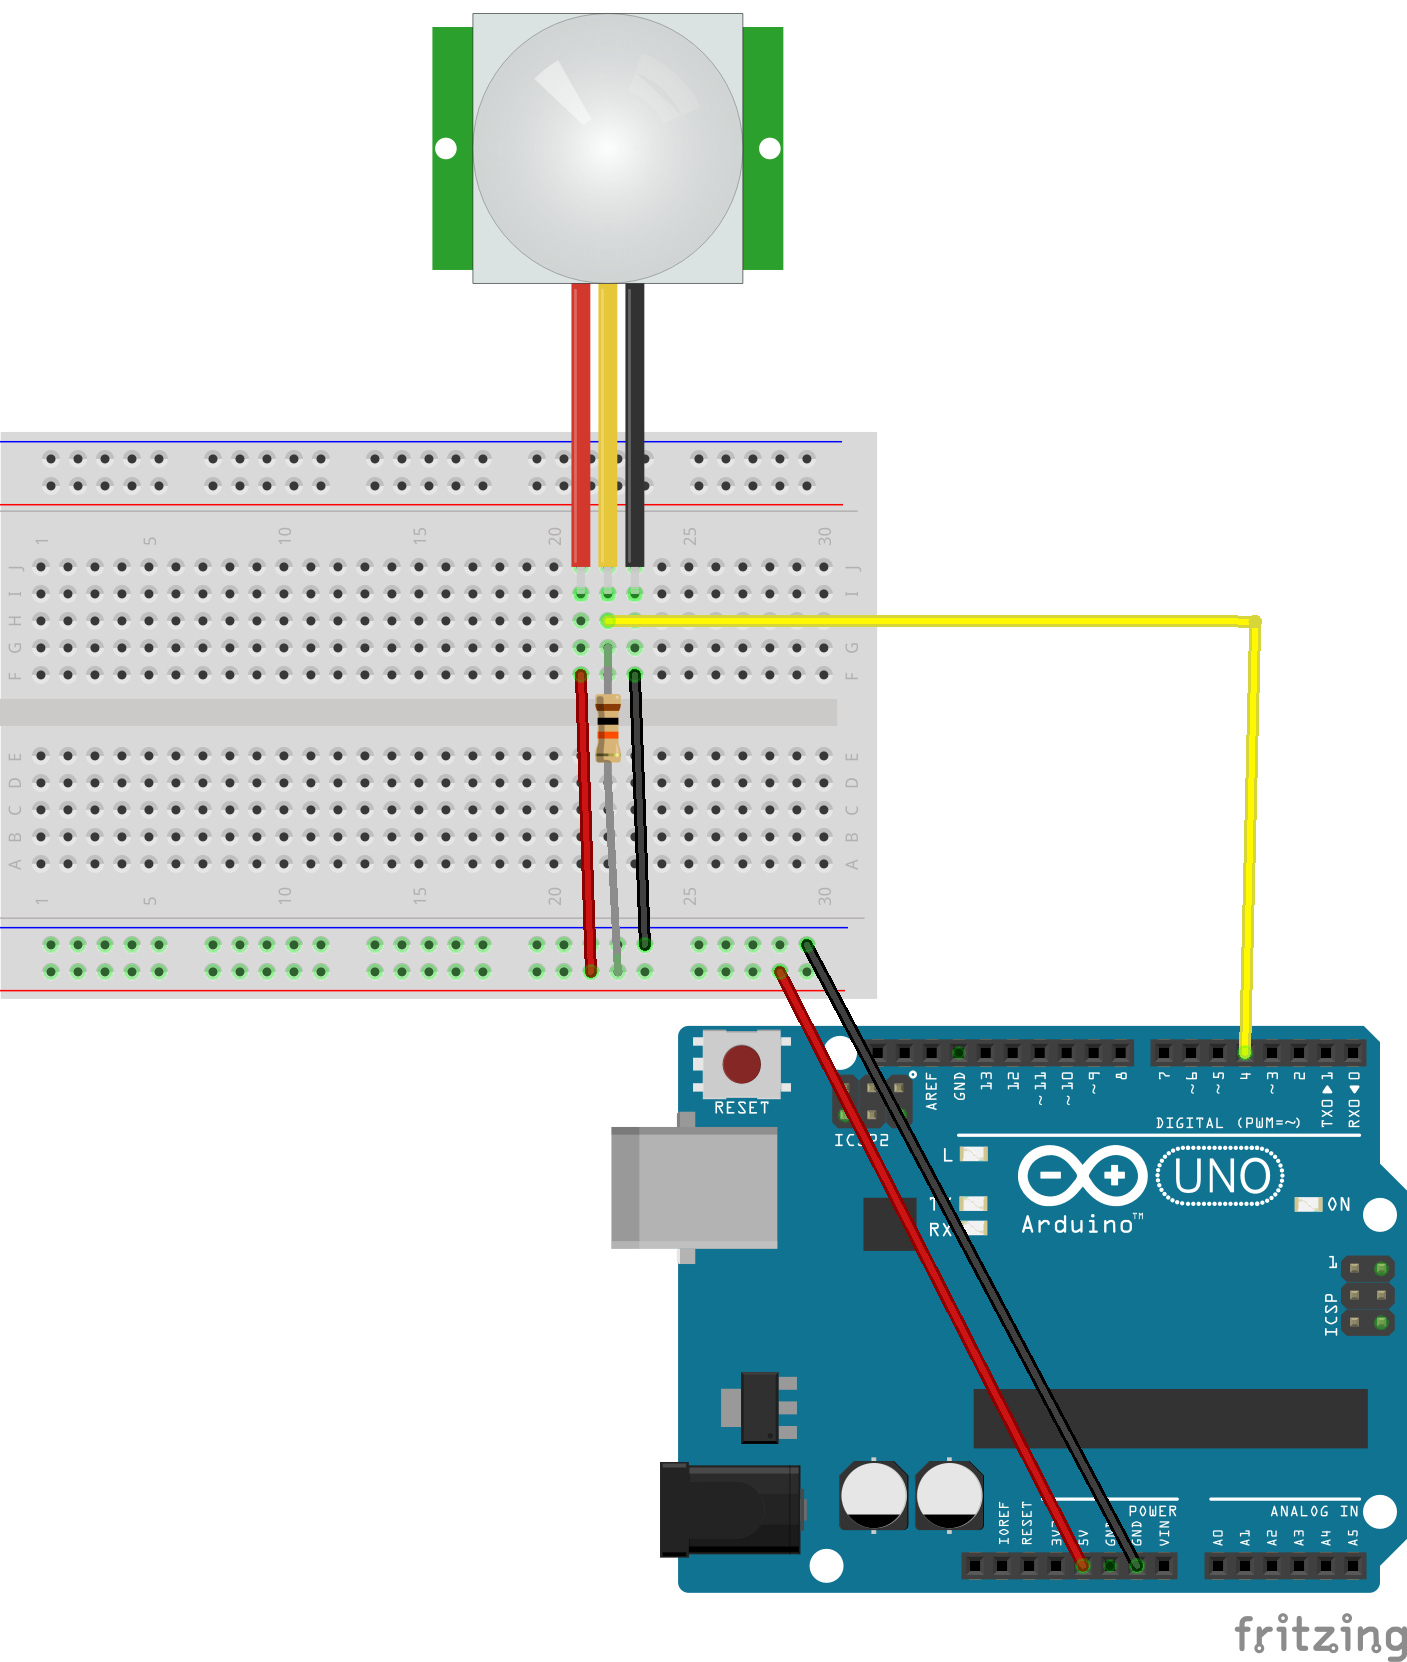 1 5 10 15 20 25 30
J J
I I
H H
G G
F F
E E
D D
C C
B B
A A
1 5 10 15 20 25 30
RESET
AREF GND 13 12 ~11 ~10 ~9 8 7 ~6 ~5 4 ~3 2 TX0▶1 RX0◀0
ICSP2
DIGITAL (PWM=~)
L
TX
RX
UNO
ON
Arduino™
1
ICSP
POWER
ANALOG IN
IOREF RESET 3V3 5V GND GND VIN A0 A1 A2 A3 A4 A5
fritzing